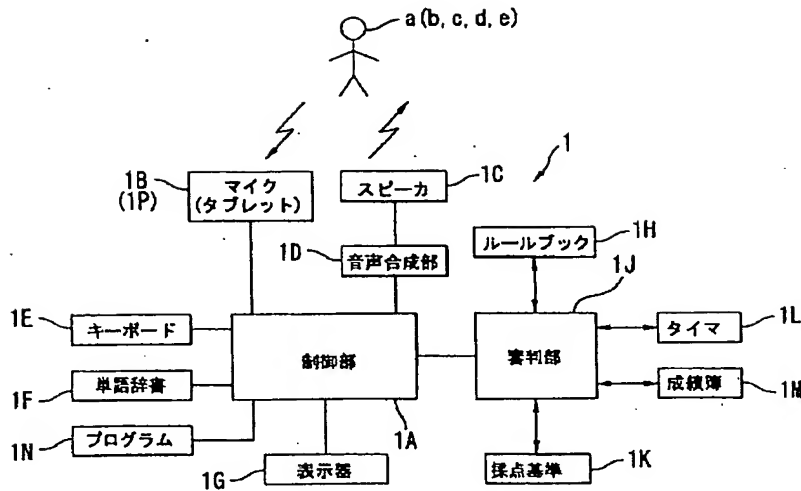 a(b, c, d, e)
1
1B
(1P)
マイク
(タブレット)
スピーカ
1C
1D
音声合成部
ルールブック
1H
1J
1E
キーボード
制御部
審判部
タイマ
1L
1F
単語辞書
成績簿
1M
1N
プログラム
1A
1G
表示器
採点基準
1K